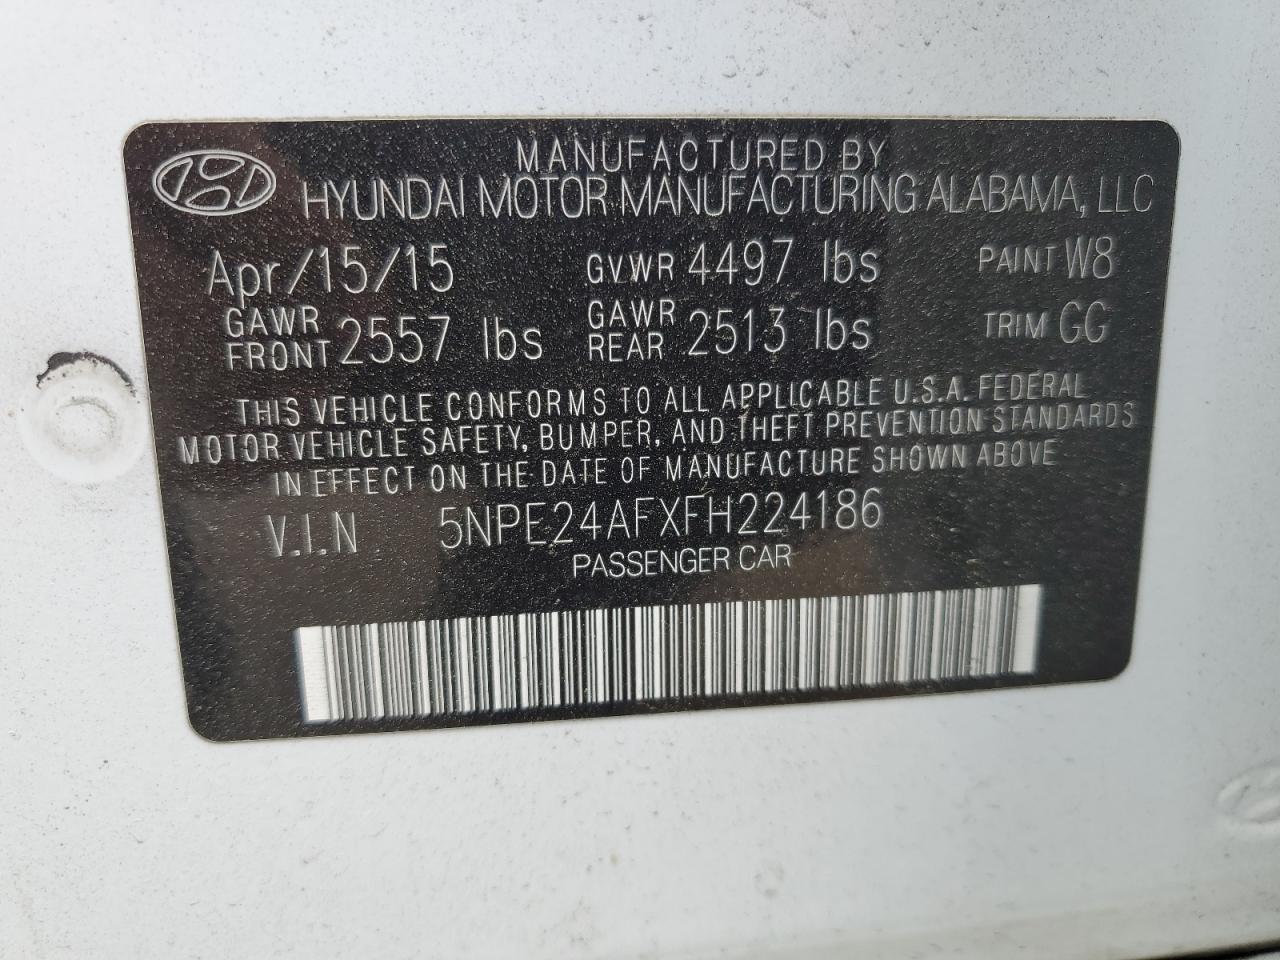 MANUFACTURED BY
HYUNDAI MOTOR MANUFACTURING ALABAMA, LLC
Apr/15/15 GVWR 4497 lbs PAINT W8
GAWR FRONT 2557 lbs GAWR REAR 2513 lbs TRIM GG
THIS VEHICLE CONFORMS TO ALL APPLICABLE U.S.A. FEDERAL
MOTOR VEHICLE SAFETY, BUMPER, AND THEFT PREVENTION STANDARDS
IN EFFECT ON THE DATE OF MANUFACTURE SHOWN ABOVE
V.I.N 5NPE24AFXFH224186
PASSENGER CAR